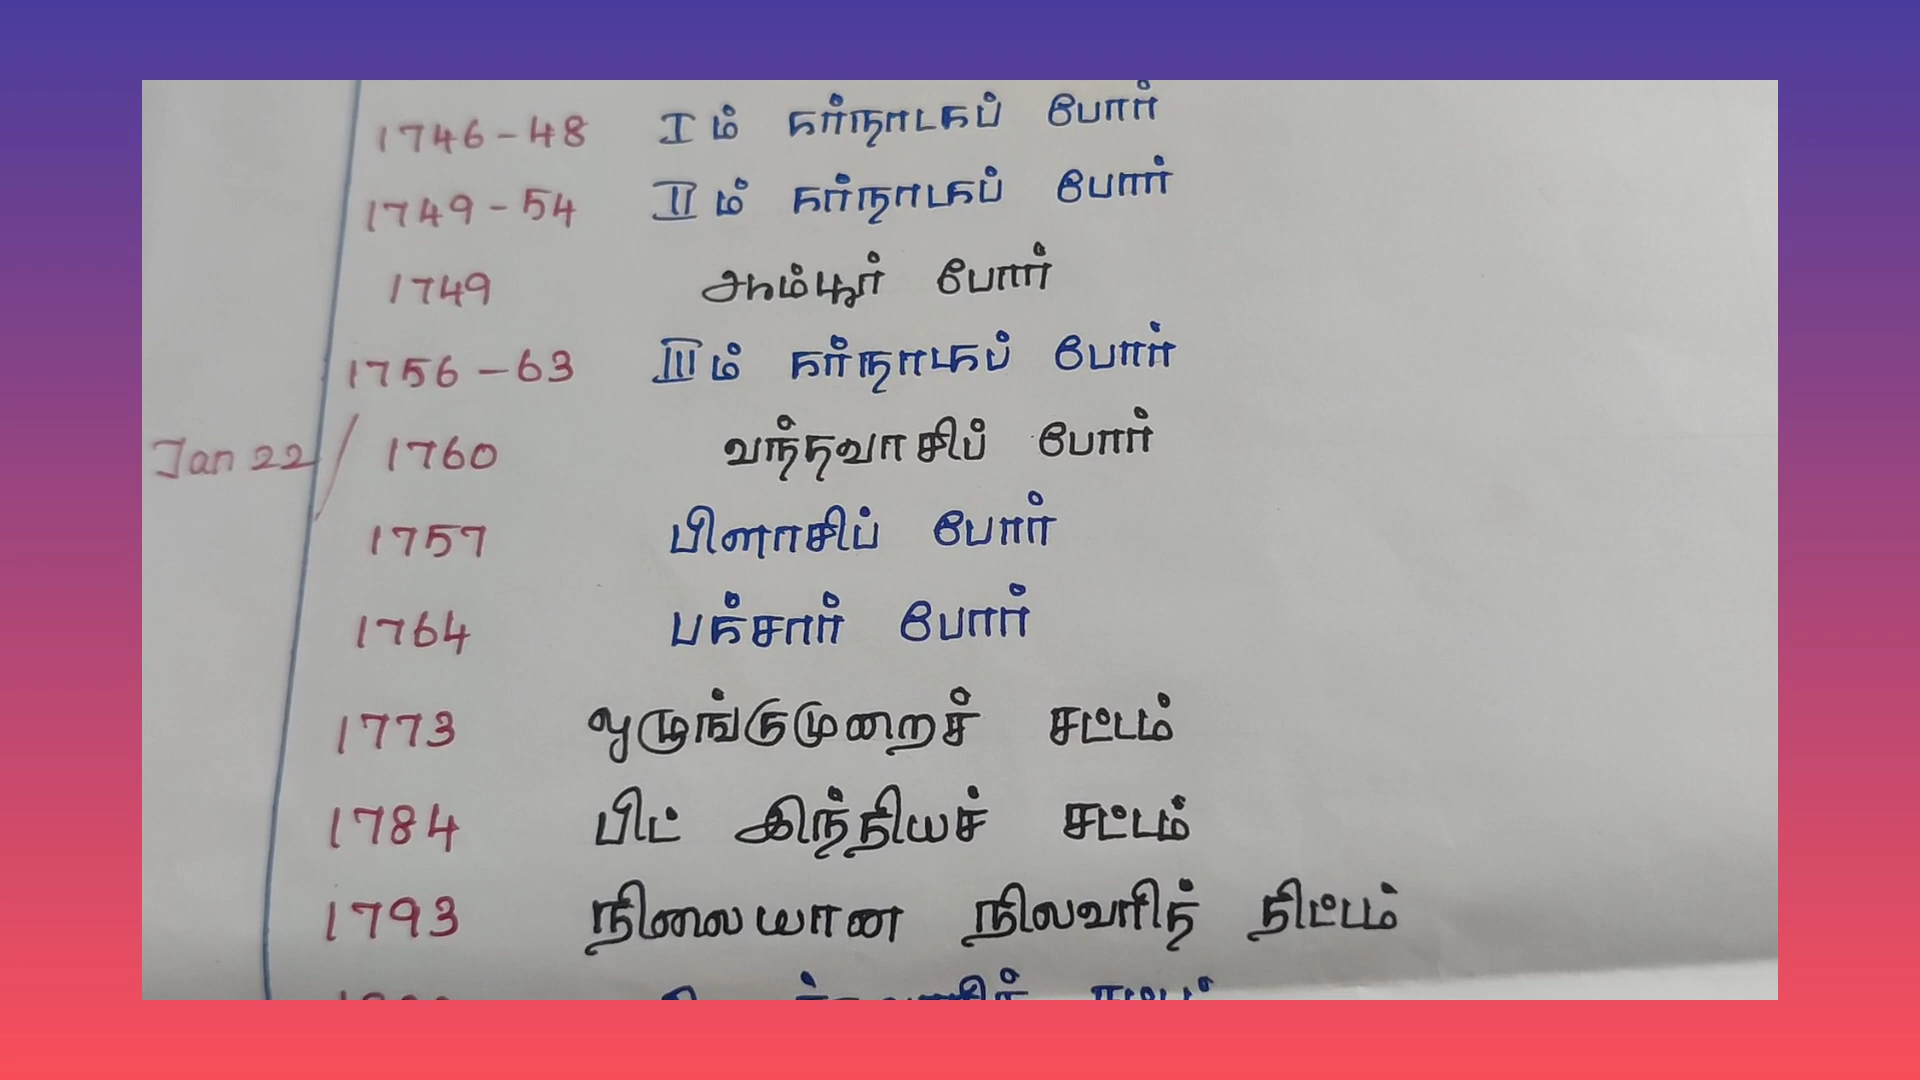 1746-48 I ம் கர்நாடகப் போர்
1749-54 II ம் கர்நாடகப் போர்
1749 ஆம்பூர் போர்
1756-63 III ம் கர்நாடகப் போர்
Jan 22/ 1760 வந்தவாசிப் போர்
1757 பிளாசிப் போர்
1764 பக்சார் போர்
1773 ஒழுங்குமுறைச் சட்டம்
1784 பிட் இந்தியச் சட்டம்
1793 நிலையான நிலவரித் திட்டம்